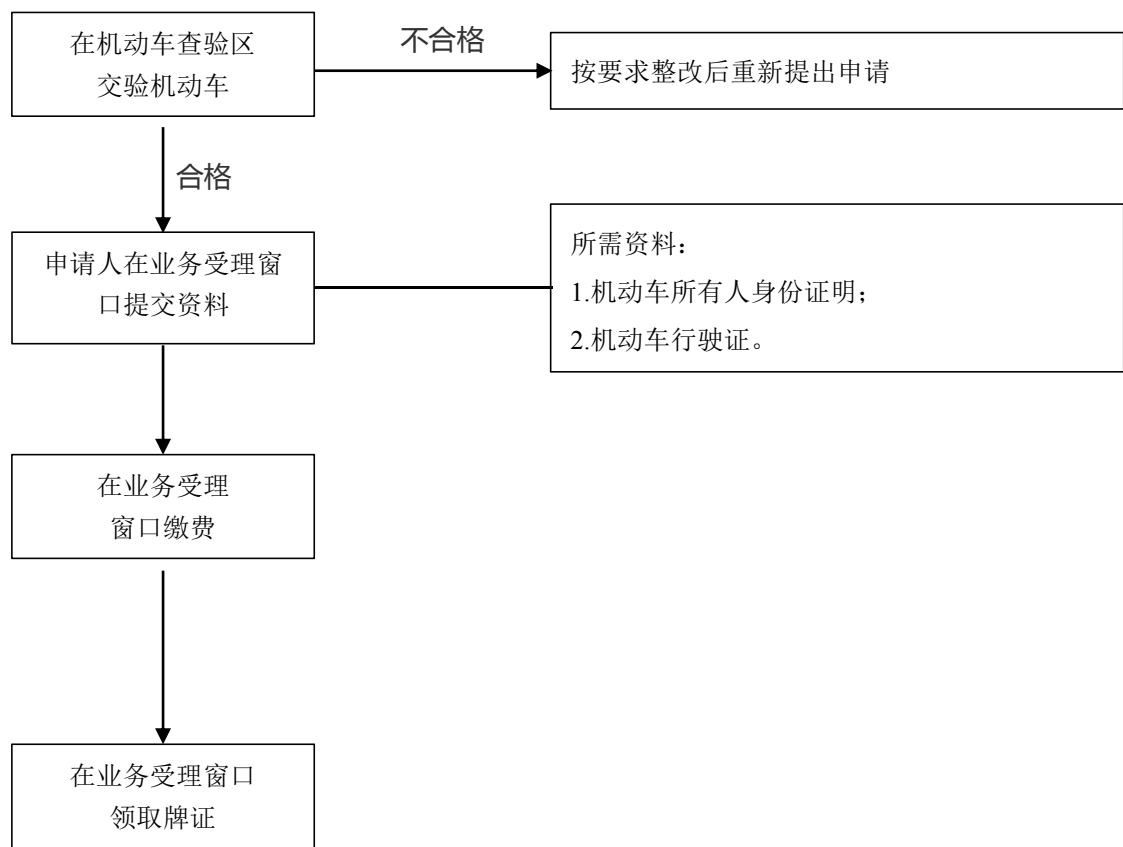 在机动车查验区
交验机动车
不合格
按要求整改后重新提出申请
合格
申请人在业务受理窗
口提交资料
所需资料：
1.机动车所有人身份证明；
2.机动车行驶证。
在业务受理
窗口缴费
在业务受理窗口
领取牌证